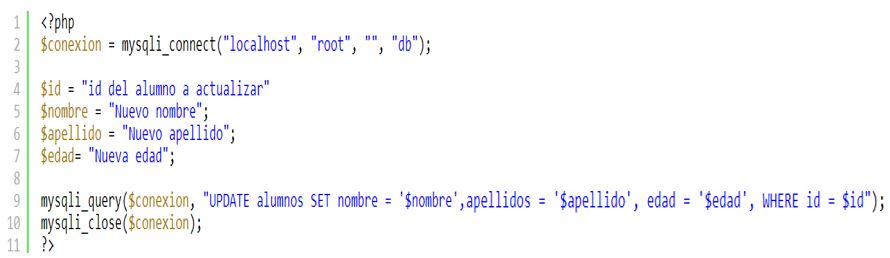 1 <?php
2 $conexion = mysqli_connect("localhost", "root", "", "db");
3
4 $id = "id del alumno a actualizar"
5 $nombre = "Nuevo nombre";
6 $apellido = "Nuevo apellido";
7 $edad= "Nueva edad";
8
9 mysqli_query($conexion, "UPDATE alumnos SET nombre = '$nombre',apellidos = '$apellido', edad = '$edad', WHERE id = $id");
10 mysqli_close($conexion);
11 ?>